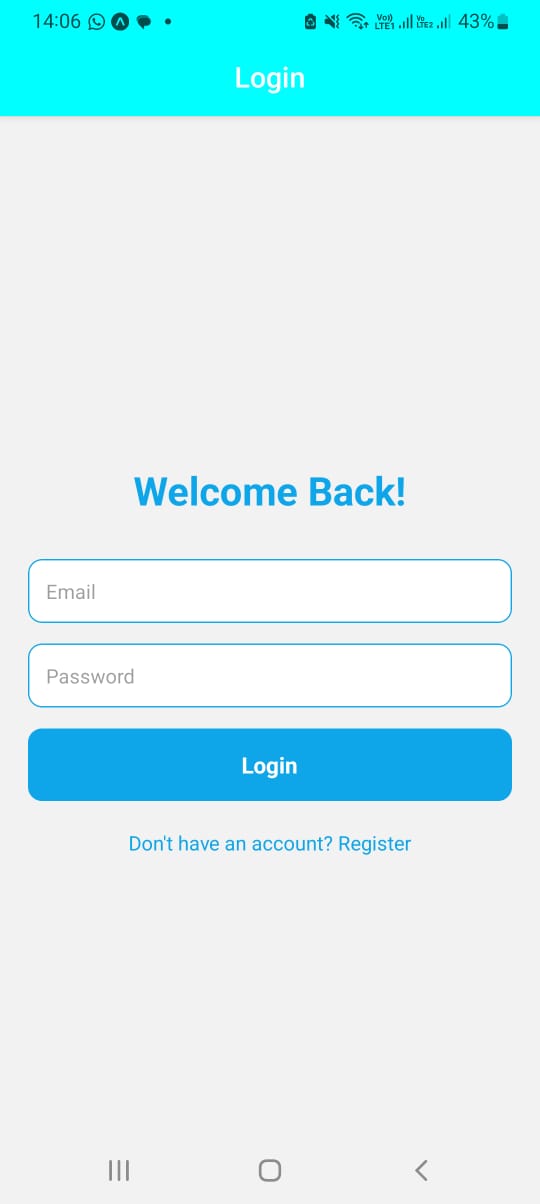 14:06 Vo)) LTE1 Vo LTE2 43%
Login
Welcome Back!
Email
Password
Login
Don't have an account? Register